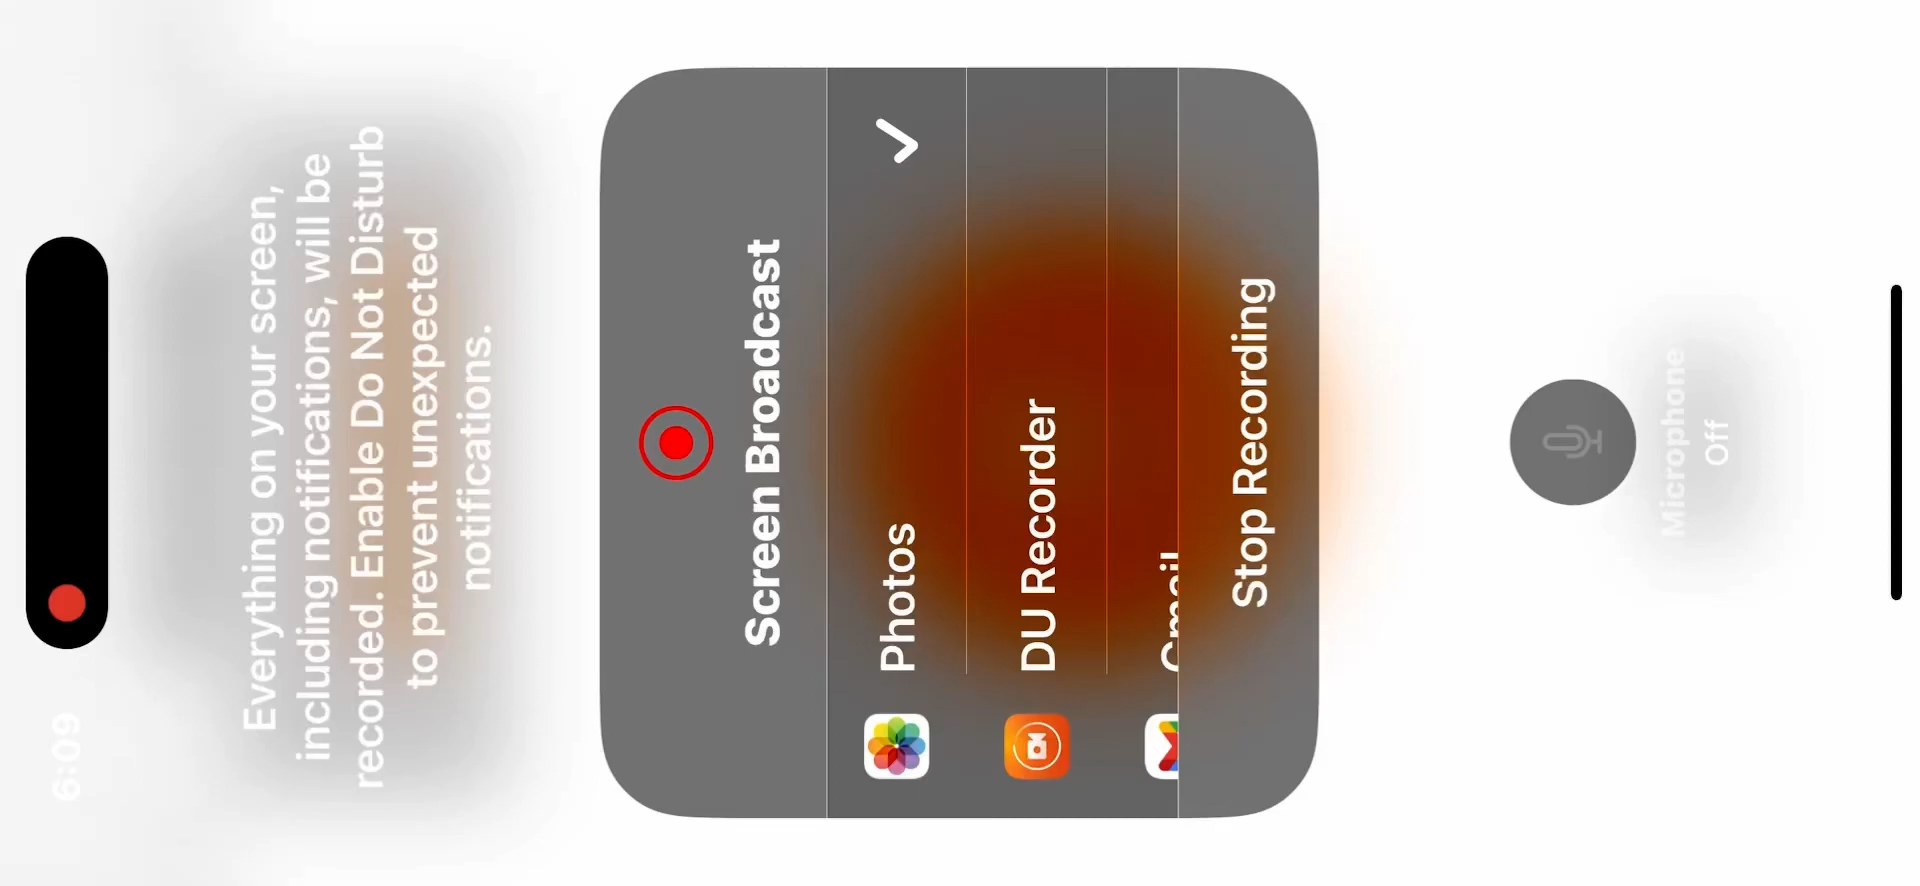 6:09
Everything on your screen,
including notifications, will be
recorded. Enable Do Not Disturb
to prevent unexpected
notifications.
Screen Broadcast
Photos
DU Recorder
Gmail
Stop Recording
Microphone
Off